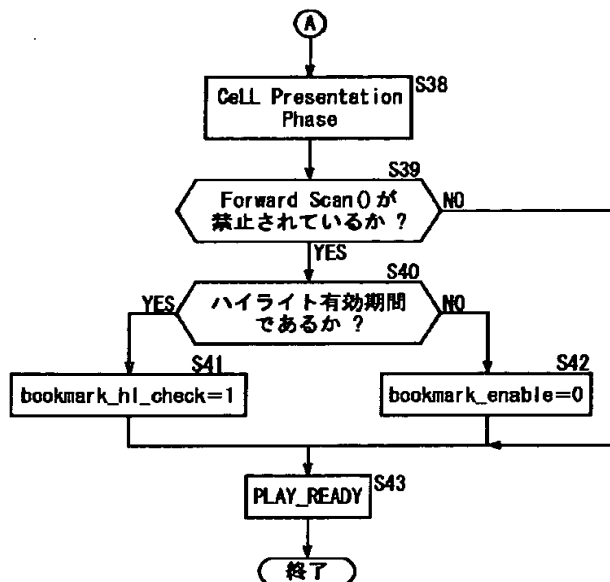 A
S38
CeLL Presentation
Phase
S39
Forward Scan()が
禁止されているか ?
NO
YES
S40
ハイライト有効期間
であるか ?
YES
NO
S41
bookmark_hl_check=1
S42
bookmark_enable=0
S43
PLAY_READY
終了